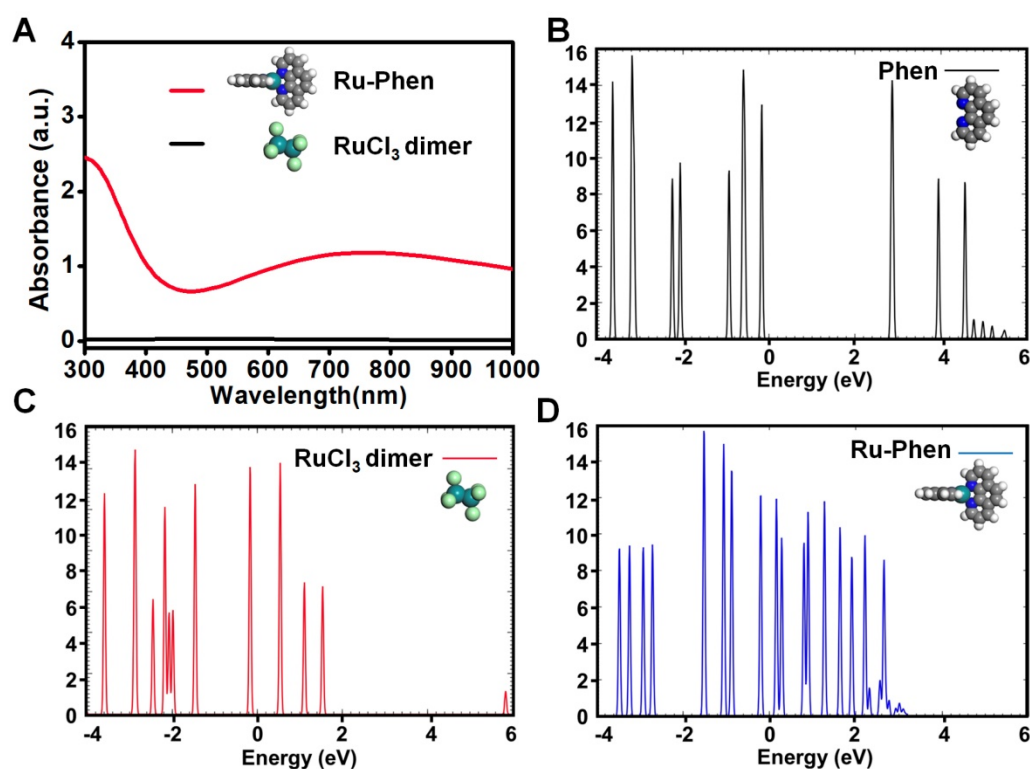 A
4
3
2
1
0
Absorbance (a.u.)
Ru-Phen
RuCl3 dimer
300 400 500 600 700 800 900 1000
Wavelength(nm)
B
16
14
12
10
8
6
4
2
0
Phen
-4 -2 0 2 4 6
Energy (eV)
C
16
14
12
10
8
6
4
2
0
RuCl3 dimer
-4 -2 0 2 4 6
Energy (eV)
D
16
14
12
10
8
6
4
2
0
Ru-Phen
-4 -2 0 2 4 6
Energy (eV)